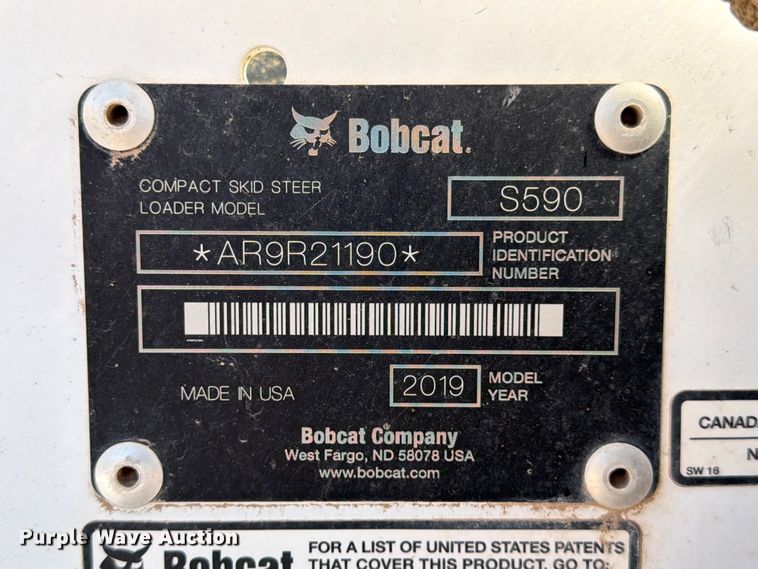 Bobcat.
COMPACT SKID STEER
LOADER MODEL
S590
*AR9R21190*
PRODUCT
IDENTIFICATION
NUMBER
MADE IN USA
2019
MODEL
YEAR
Bobcat Company
West Fargo, ND 58078 USA
www.bobcat.com
CANADA
N
SW 16
Purple Wave Auction
Bobcat
FOR A LIST OF UNITED STATES PATENTS
THAT COVER THIS PRODUCT, GO TO: